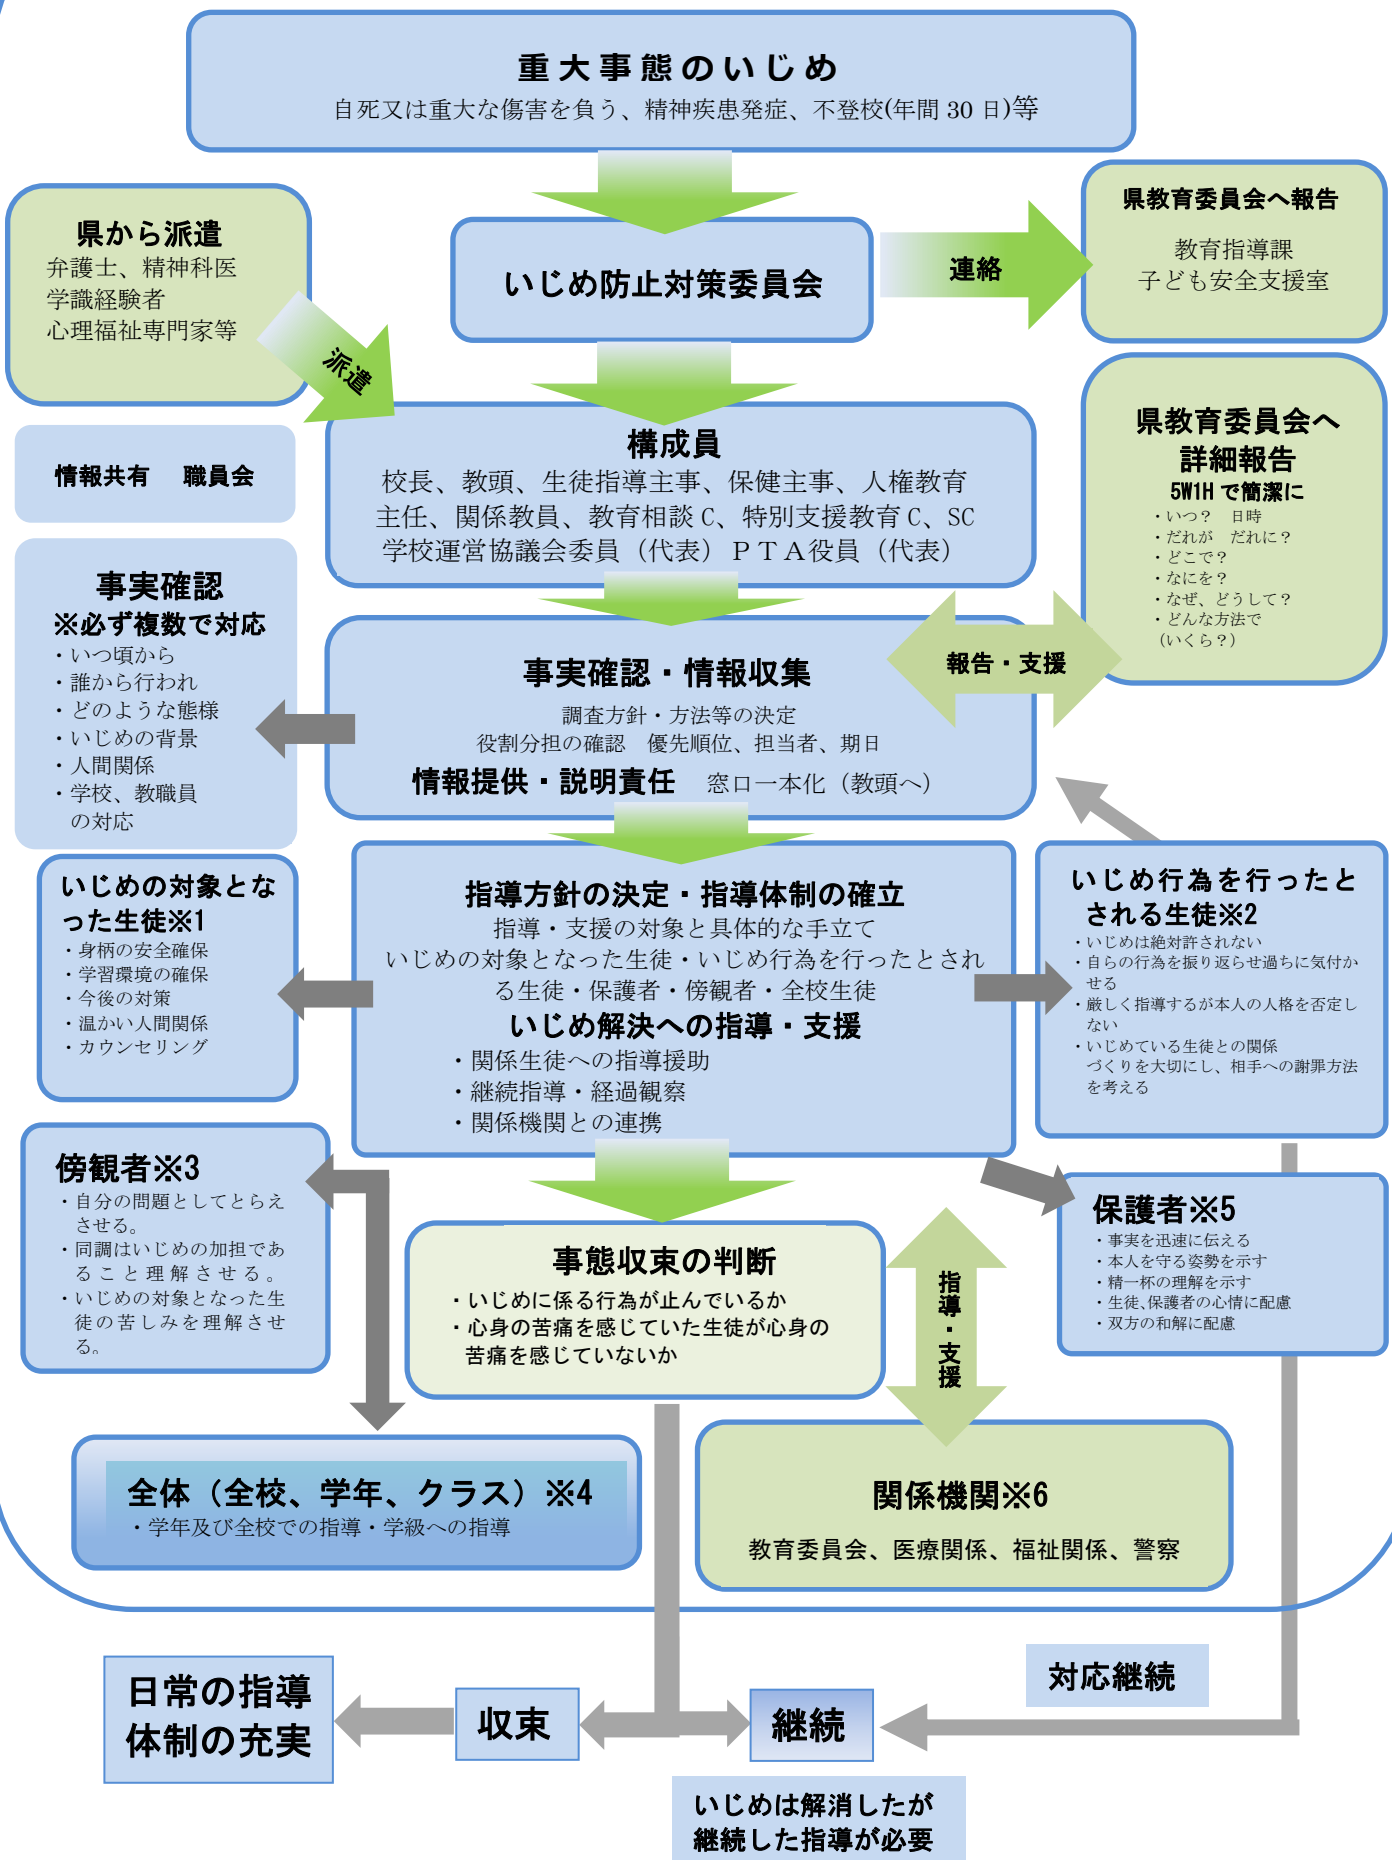 重大事態のいじめ
自死又は重大な傷害を負う、精神疾患発症、不登校(年間 30 日)等
県から派遣
弁護士、精神科医
学識経験者
心理福祉専門家等
派遣
いじめ防止対策委員会
連絡
県教育委員会へ報告
教育指導課
子ども安全支援室
構成員
校長、教頭、生徒指導主事、保健主事、人権教育
主任、関係教員、教育相談 C、特別支援教育 C、SC
学校運営協議会委員（代表）ＰＴＡ役員（代表）
県教育委員会へ
詳細報告
5W1H で簡潔に
・いつ？　日時
・だれが　だれに？
・どこで？
・なにを？
・なぜ、どうして？
・どんな方法で
（いくら？）
情報共有　職員会
事実確認
※必ず複数で対応
・いつ頃から
・誰から行われ
・どのような態様
・いじめの背景
・人間関係
・学校、教職員
の対応
事実確認・情報収集
調査方針・方法等の決定
役割分担の確認　優先順位、担当者、期日
情報提供・説明責任　窓口一本化（教頭へ）
報告・支援
いじめの対象とな
った生徒※1
・身柄の安全確保
・学習環境の確保
・今後の対策
・温かい人間関係
・カウンセリング
指導方針の決定・指導体制の確立
指導・支援の対象と具体的な手立て
いじめの対象となった生徒・いじめ行為を行ったとされ
る生徒・保護者・傍観者・全校生徒
いじめ解決への指導・支援
・関係生徒への指導援助
・継続指導・経過観察
・関係機関との連携
いじめ行為を行ったと
される生徒※2
・いじめは絶対許されない
・自らの行為を振り返らせ過ちに気付か
せる
・厳しく指導するが本人の人格を否定し
ない
・いじめている生徒との関係
づくりを大切にし、相手への謝罪方法
を考える
傍観者※3
・自分の問題としてとらえ
させる。
・同調はいじめの加担であ
ること理解させる。
・いじめの対象となった生
徒の苦しみを理解させ
る。
事態収束の判断
・いじめに係る行為が止んでいるか
・心身の苦痛を感じていた生徒が心身の
苦痛を感じていないか
指導・支援
保護者※5
・事実を迅速に伝える
・本人を守る姿勢を示す
・精一杯の理解を示す
・生徒、保護者の心情に配慮
・双方の和解に配慮
全体（全校、学年、クラス）※4
・学年及び全校での指導・学級への指導
関係機関※6
教育委員会、医療関係、福祉関係、警察
日常の指導
体制の充実
収束
継続
対応継続
いじめは解消したが
継続した指導が必要